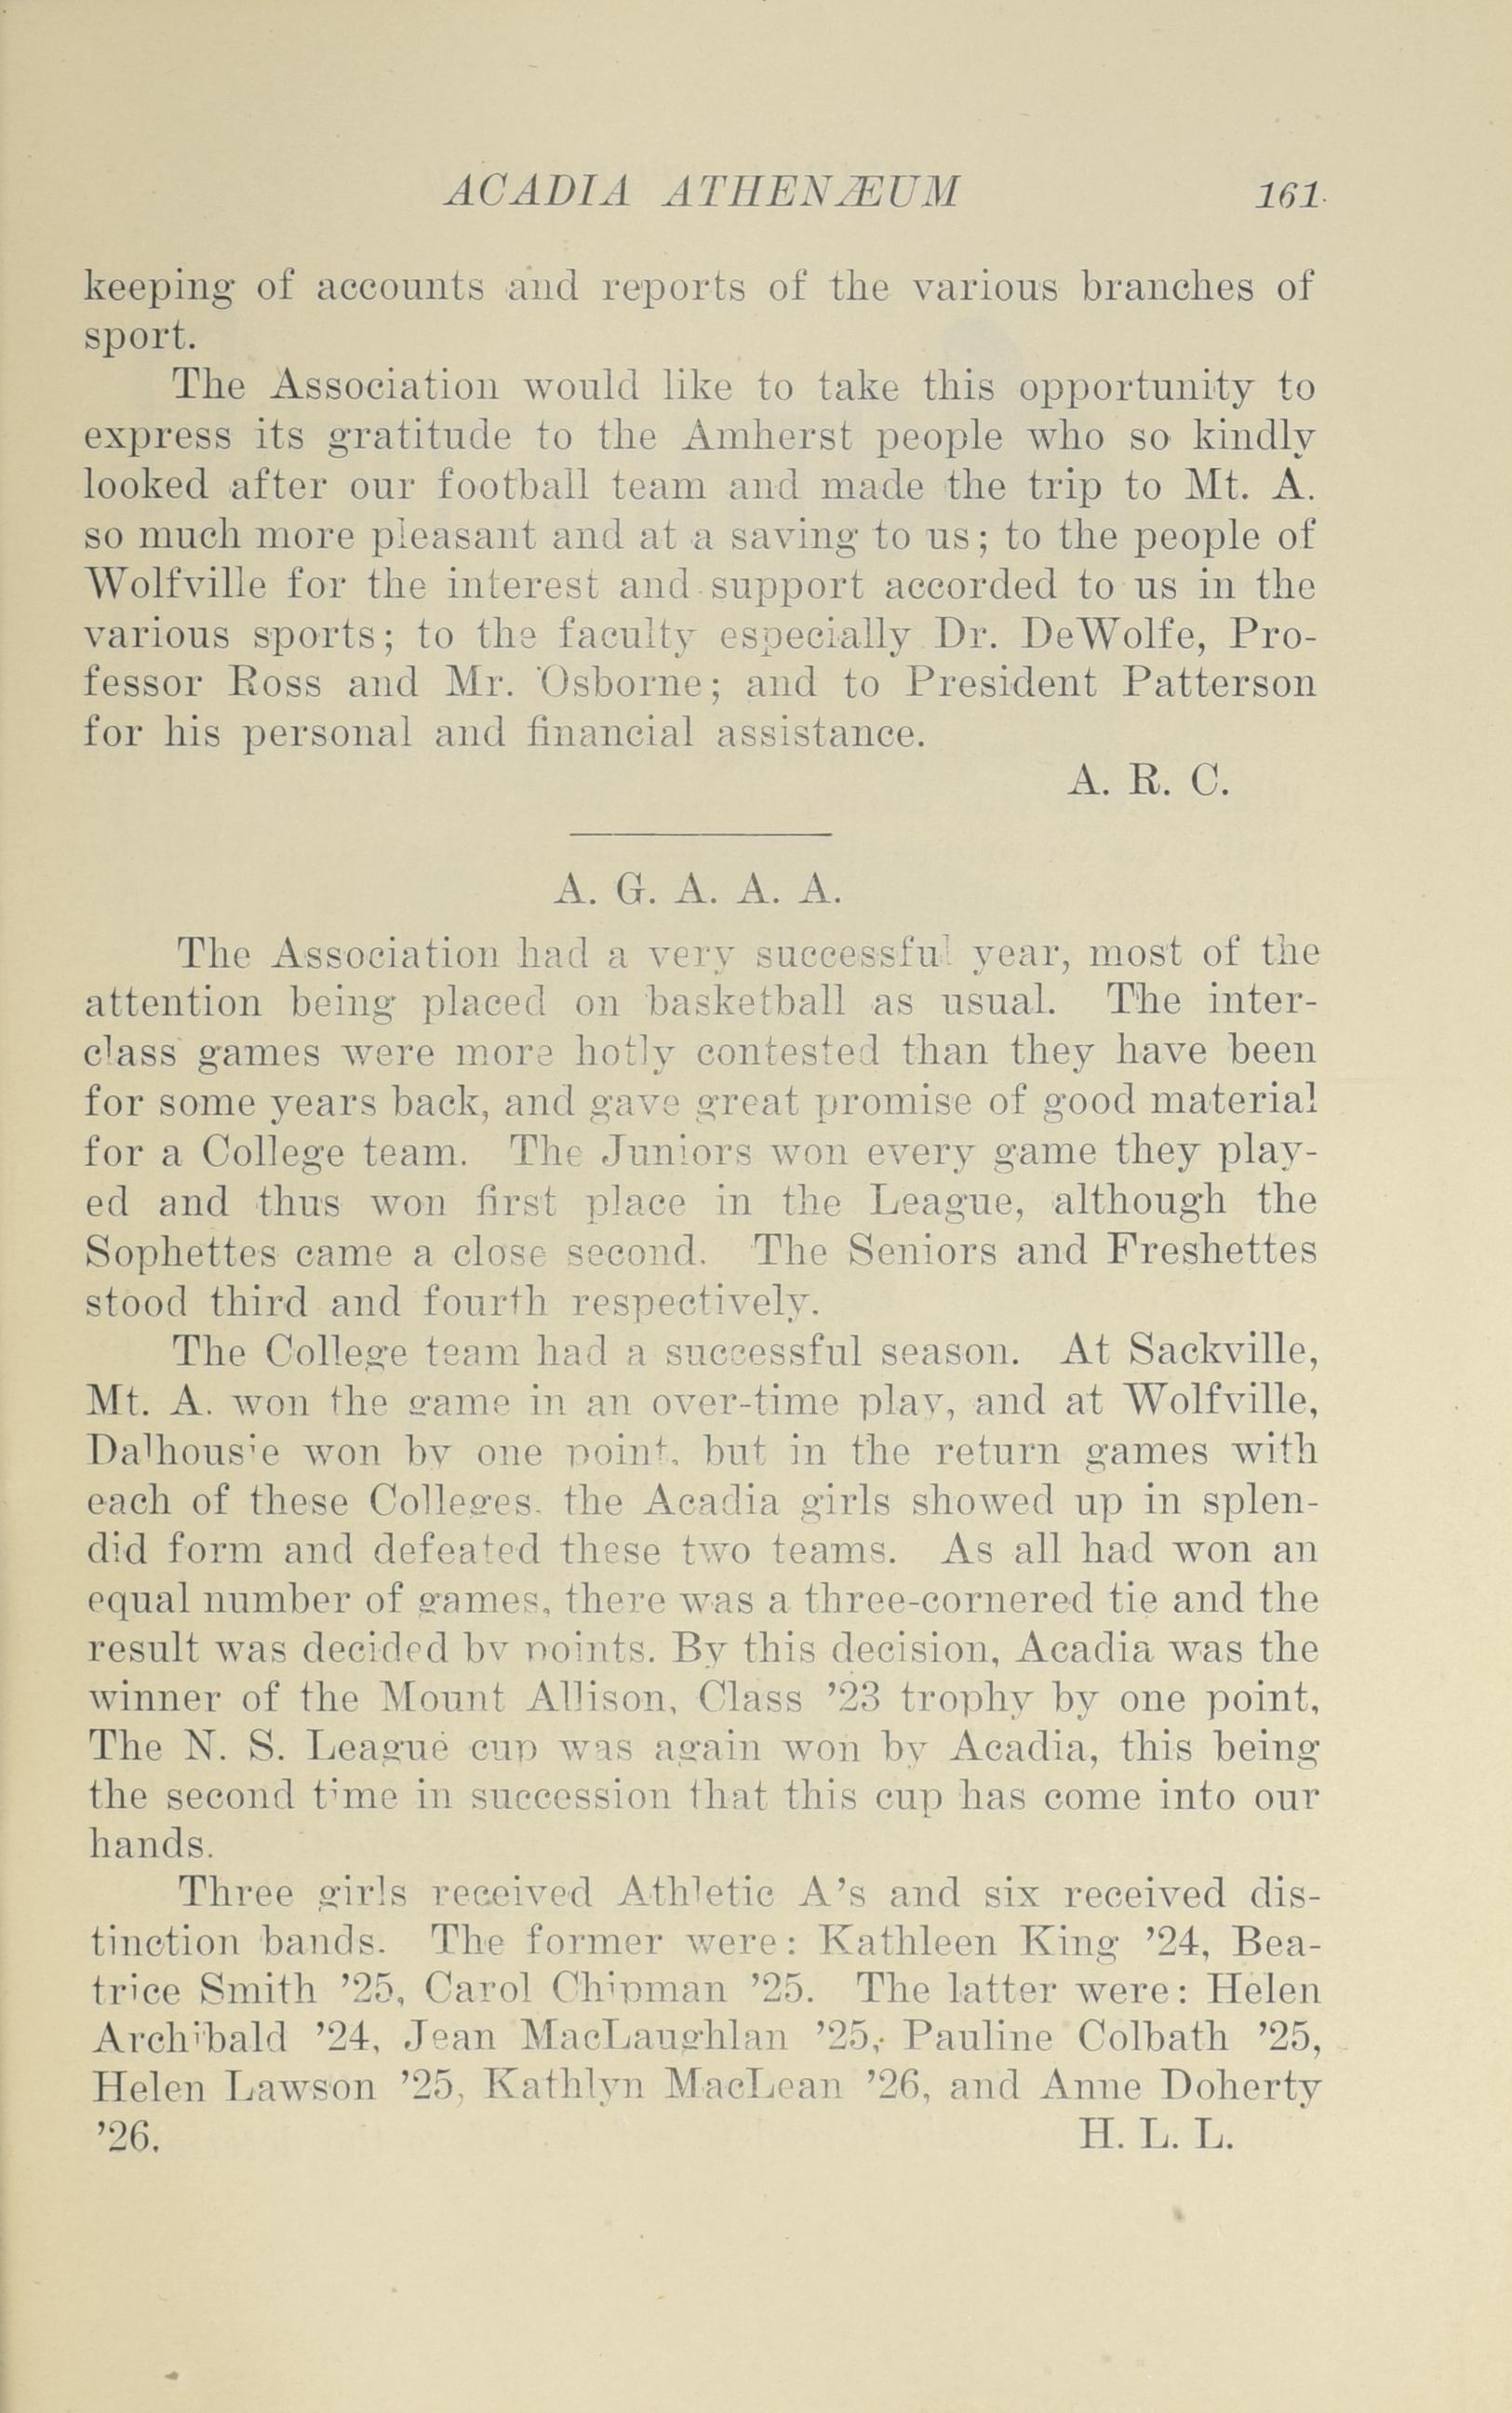 ACADIA ATHENÆUM 161
keeping of accounts and reports of the various branches of
sport.
The Association would like to take this opportunity to
express its gratitude to the Amherst people who so kindly
looked after our football team and made the trip to Mt. A.
so much more pleasant and at a saving to us; to the people of
Wolfville for the interest and support accorded to us in the
various sports; to the faculty especially Dr. DeWolfe, Pro-
fessor Ross and Mr. Osborne; and to President Patterson
for his personal and financial assistance.
A. R. C.
A. G. A. A. A.
The Association had a very successful year, most of the
attention being placed on basketball as usual. The inter-
class games were more hotly contested than they have been
for some years back, and gave great promise of good material
for a College team. The Juniors won every game they play-
ed and thus won first place in the League, although the
Sophettes came a close second. The Seniors and Freshettes
stood third and fourth respectively.
The College team had a successful season. At Sackville,
Mt. A. won the game in an over-time play, and at Wolfville,
Dalhousie won by one point, but in the return games with
each of these Colleges, the Acadia girls showed up in splen-
did form and defeated these two teams. As all had won an
equal number of games, there was a three-cornered tie and the
result was decided by points. By this decision, Acadia was the
winner of the Mount Allison, Class ’23 trophy by one point,
The N. S. League cup was again won by Acadia, this being
the second time in succession that this cup has come into our
hands.
Three girls received Athletic A’s and six received dis-
tinction bands. The former were: Kathleen King ’24, Bea-
trice Smith ’25, Carol Chipman ’25. The latter were: Helen
Archibald ’24, Jean MacLaughlan ’25, Pauline Colbath ’25,
Helen Lawson ’25, Kathlyn MacLean ’26, and Anne Doherty
’26. H. L. L.